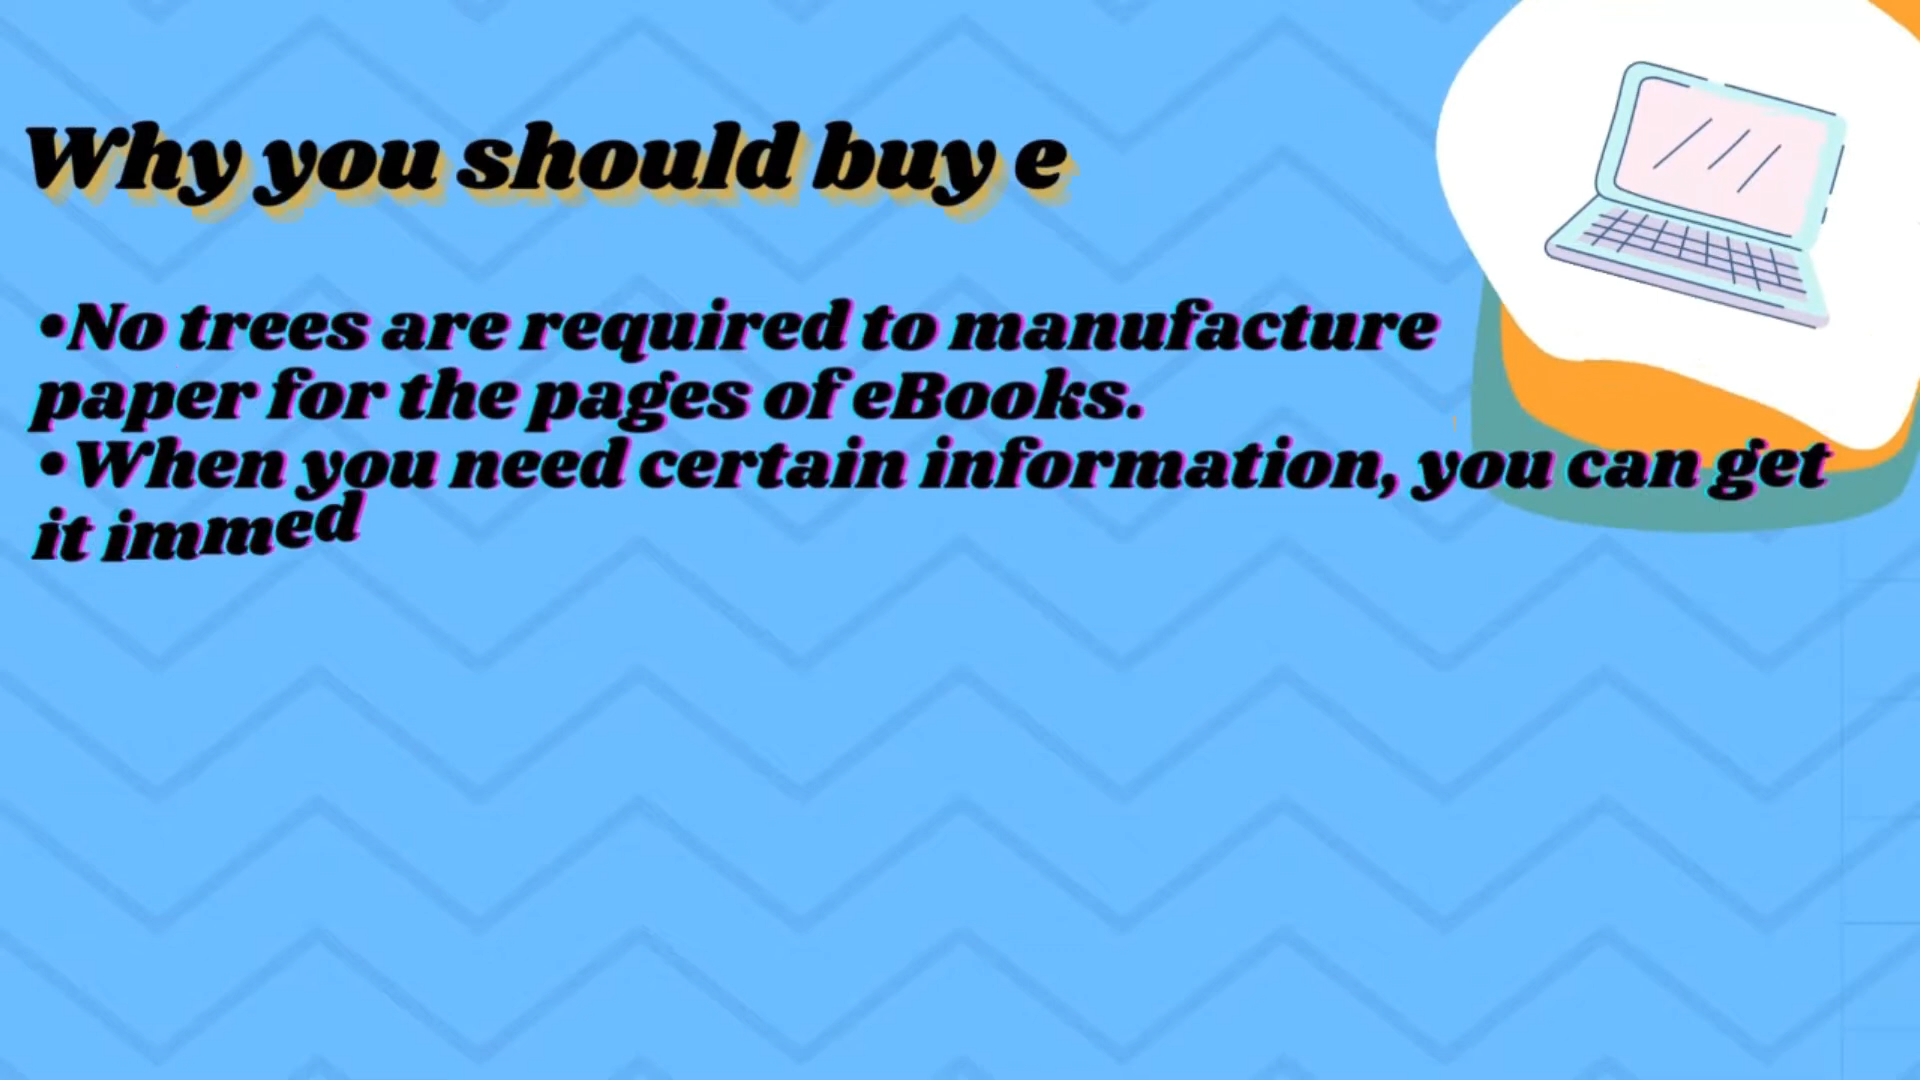 Why you should buy e
•No trees are required to manufacture
paper for the pages of eBooks.
•When you need certain information, you can get
it immed